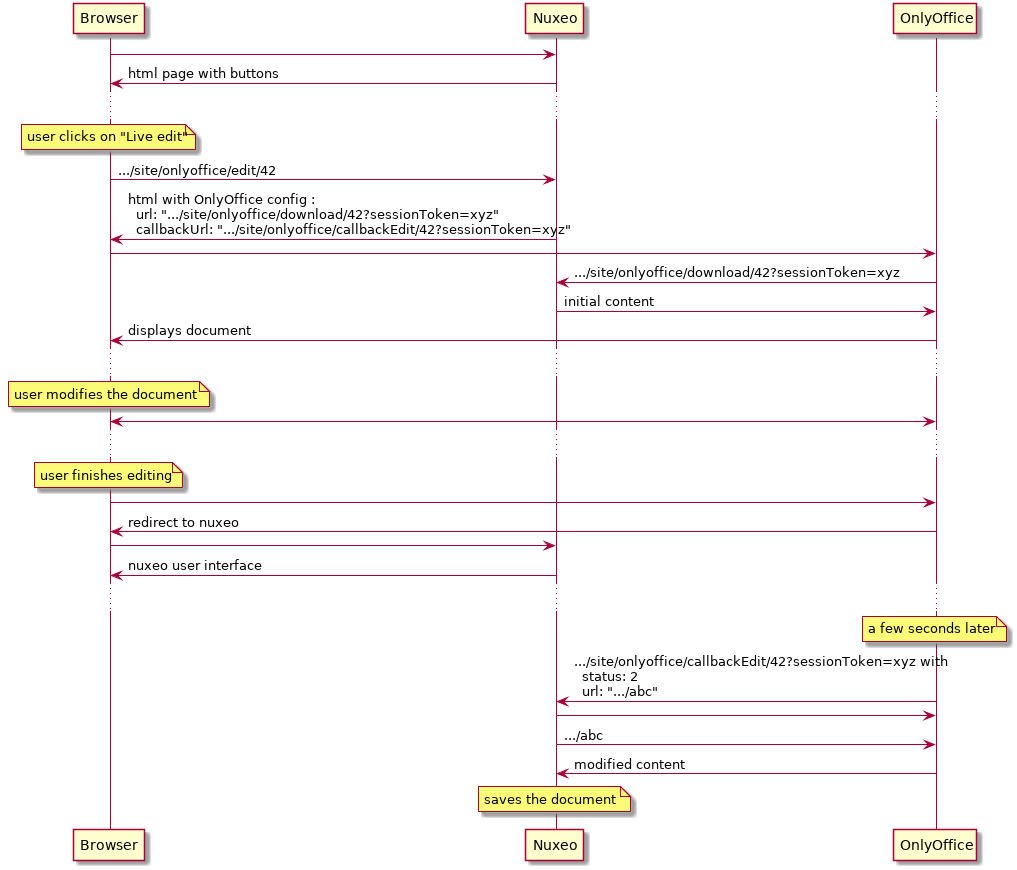 Browser
Nuxeo
OnlyOffice
html page with buttons
user clicks on "Live edit"
.../site/onlyoffice/edit/42
html with OnlyOffice config :
url: ".../site/onlyoffice/download/42?sessionToken=xyz"
callbackUrl: ".../site/onlyoffice/callbackEdit/42?sessionToken=xyz"
.../site/onlyoffice/download/42?sessionToken=xyz
initial content
displays document
user modifies the document
user finishes editing
redirect to nuxeo
nuxeo user interface
a few seconds later
.../site/onlyoffice/callbackEdit/42?sessionToken=xyz with
status: 2
url: ".../abc"
.../abc
modified content
saves the document
Browser
Nuxeo
OnlyOffice